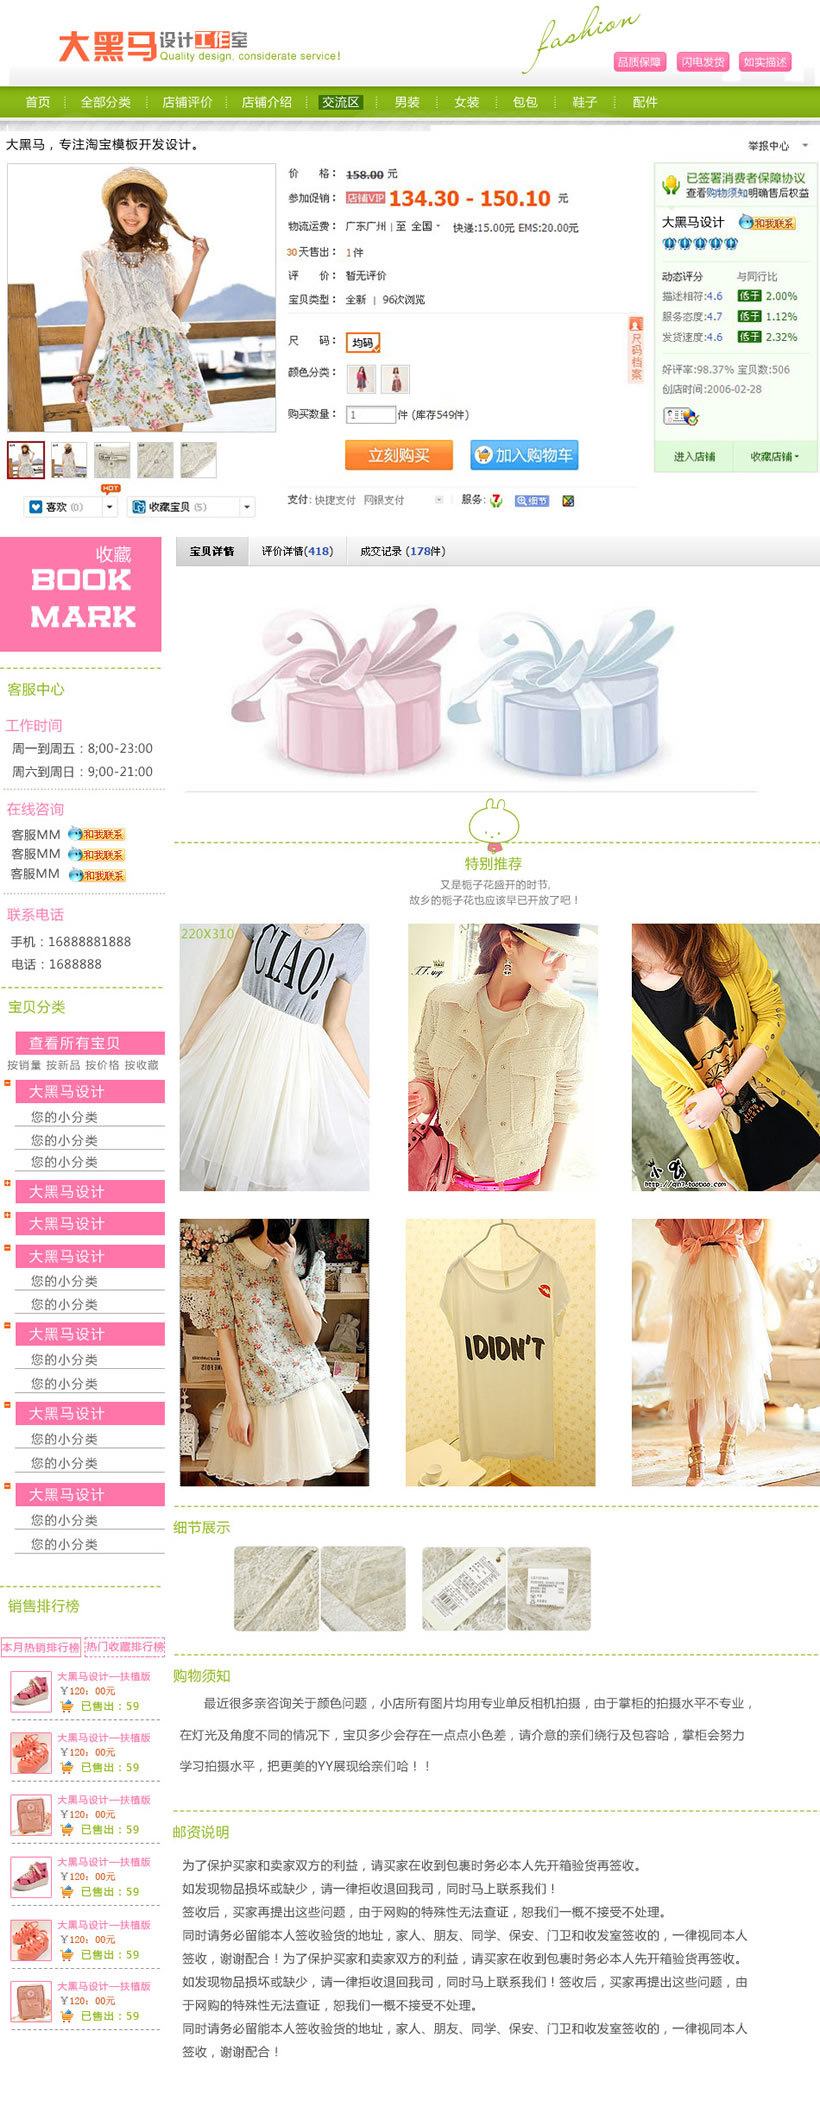 大黑马设计工作室
Quality design, considerate service!
fashion
品质保障 闪电发货 如实描述
首页 全部分类 店铺评价 店铺介绍 交流区 男装 女装 包包 鞋子 配件
大黑马，专注淘宝模板开发设计。
举报中心
价 格： 158.00 元
参加促销： 店铺VIP 134.30 - 150.10 元
物流运费： 广东广州 | 至 全国 快递:15.00元 EMS:20.00元
30天售出： 1件
评 价： 暂无评价
宝贝类型： 全新 | 96次浏览
尺 码： 均码
尺码档案
颜色分类：
购买数量： 1 件 (库存549件)
立刻购买 加入购物车
支付: 快捷支付 网银支付 服务: 7 细节
HOT
喜欢 (0) 收藏宝贝 (5)
已签署消费者保障协议
查看购物须知明确售后权益
大黑马设计 和我联系
动态评分 与同行比
描述相符:4.6 低于 2.00%
服务态度:4.7 低于 1.12%
发货速度:4.6 低于 2.32%
好评率:98.37% 宝贝数:506
创店时间:2006-02-28
进入店铺 收藏店铺
收藏
BOOK
MARK
客服中心
工作时间
周一到周五：8;00-23:00
周六到周日：9;00-21:00
在线咨询
客服MM 和我联系
客服MM 和我联系
客服MM 和我联系
联系电话
手机：16888881888
电话：1688888
宝贝分类
查看所有宝贝
按销量 按新品 按价格 按收藏
大黑马设计
您的小分类
您的小分类
您的小分类
大黑马设计
大黑马设计
大黑马设计
您的小分类
您的小分类
大黑马设计
您的小分类
您的小分类
大黑马设计
您的小分类
您的小分类
大黑马设计
您的小分类
您的小分类
销售排行榜
本月热销排行榜 热门收藏排行榜
大黑马设计—扶植版
￥120：00元
已售出：59
大黑马设计—扶植版
￥120：00元
已售出：59
大黑马设计—扶植版
￥120：00元
已售出：59
大黑马设计—扶植版
￥120：00元
已售出：59
大黑马设计—扶植版
￥120：00元
已售出：59
大黑马设计—扶植版
￥120：00元
已售出：59
宝贝详情 评价详情(418) 成交记录 (178件)
特别推荐
又是栀子花盛开的时节,
故乡的栀子花也应该早已开放了吧！
220X310
CIAO!
IDIDN'T
细节展示
购物须知
最近很多亲咨询关于颜色问题，小店所有图片均用专业单反相机拍摄，由于掌柜的拍摄水平不专业，
在灯光及角度不同的情况下，宝贝多少会存在一点点小色差，请介意的亲们绕行及包容哈，掌柜会努力
学习拍摄水平，把更美的YY展现给亲们哈！！
邮资说明
为了保护买家和卖家双方的利益，请买家在收到包裹时务必本人先开箱验货再签收。
如发现物品损坏或缺少，请一律拒收退回我司，同时马上联系我们！
签收后，买家再提出这些问题，由于网购的特殊性无法查证，恕我们一概不接受不处理。
同时请务必留能本人签收验货的地址，家人、朋友、同学、保安、门卫和收发室签收的，一律视同本人
签收，谢谢配合！为了保护买家和卖家双方的利益，请买家在收到包裹时务必本人先开箱验货再签收。
如发现物品损坏或缺少，请一律拒收退回我司，同时马上联系我们！签收后，买家再提出这些问题，由
于网购的特殊性无法查证，恕我们一概不接受不处理。
同时请务必留能本人签收验货的地址，家人、朋友、同学、保安、门卫和收发室签收的，一律视同本人
签收，谢谢配合！